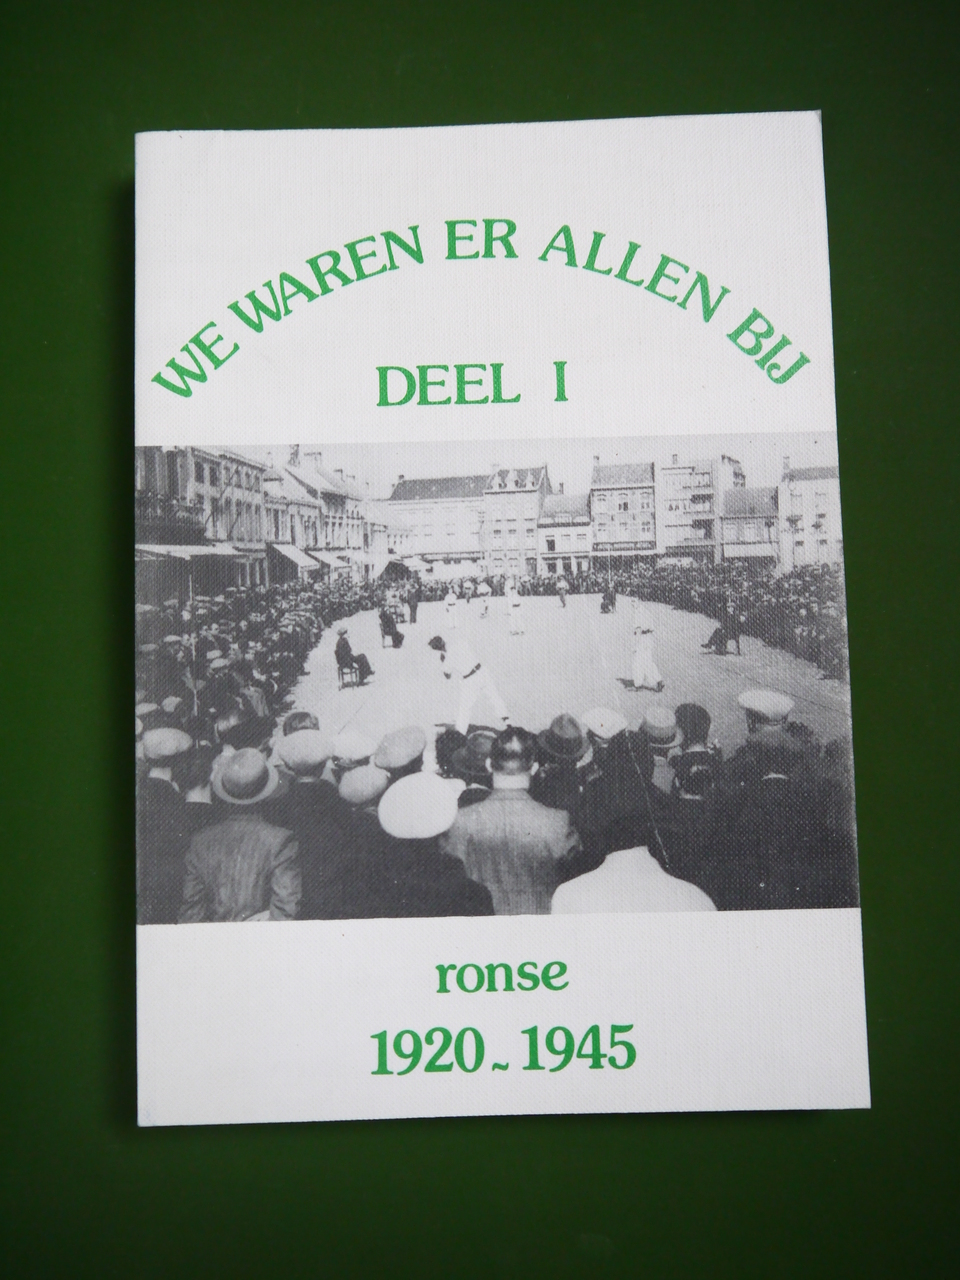 WE WAREN ER ALLEN BIJ
DEEL I
ronse
1920~1945